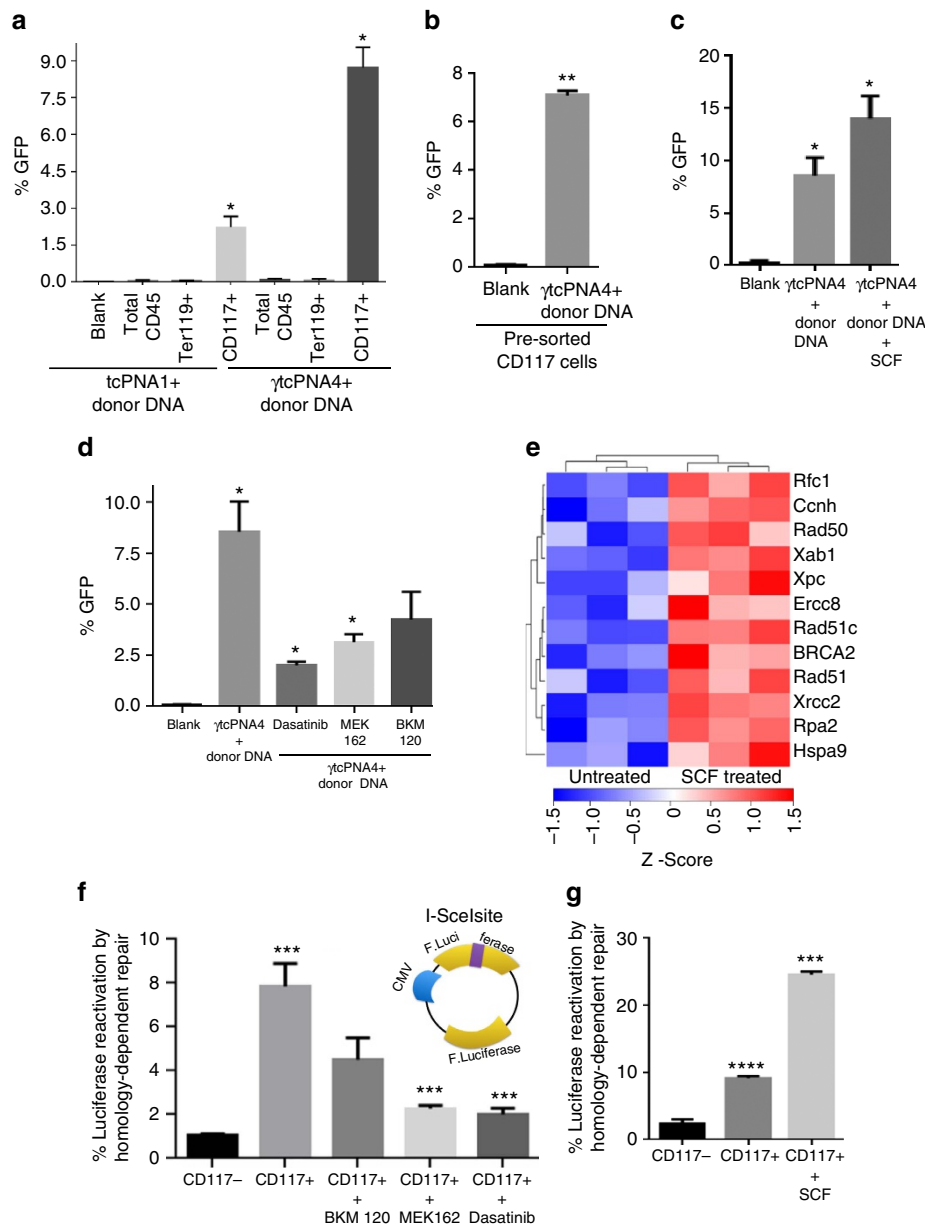 a
% GFP
9.0
7.5
6.0
4.5
3.0
1.5
0.0
*
*
Blank
Total CD45
Ter119+
CD117+
Total CD45
Ter119+
CD117+
tcPNA1+
donor DNA
γtcPNA4+
donor DNA
b
% GFP
8
6
4
2
0
**
Blank
γtcPNA4+
donor DNA
Pre-sorted
CD117 cells
c
% GFP
20
15
10
5
0
*
*
Blank
γtcPNA4
+
donor
DNA
γtcPNA4
+
donor DNA
+
SCF
d
% GFP
10.0
7.5
5.0
2.5
0.0
*
*
*
Blank
γtcPNA4
+
donor DNA
Dasatinib
MEK
162
BKM
120
γtcPNA4+
donor DNA
e
Rfc1
Ccnh
Rad50
Xab1
Xpc
Ercc8
Rad51c
BRCA2
Rad51
Xrcc2
Rpa2
Hspa9
Untreated
SCF treated
−1.5
−1.0
−0.5
0
0.5
1.0
1.5
Z -Score
f
% Luciferase reactivation by
homology-dependent repair
10
8
6
4
2
0
***
***
***
CD117−
CD117+
CD117+
+
BKM 120
CD117+
+
MEK162
CD117+
+
Dasatinib
I-SceIsite
CMV
F.Luci
ferase
F.Luciferase
g
% Luciferase reactivation by
homology-dependent repair
30
20
10
0
****
***
CD117−
CD117+
CD117+
+
SCF